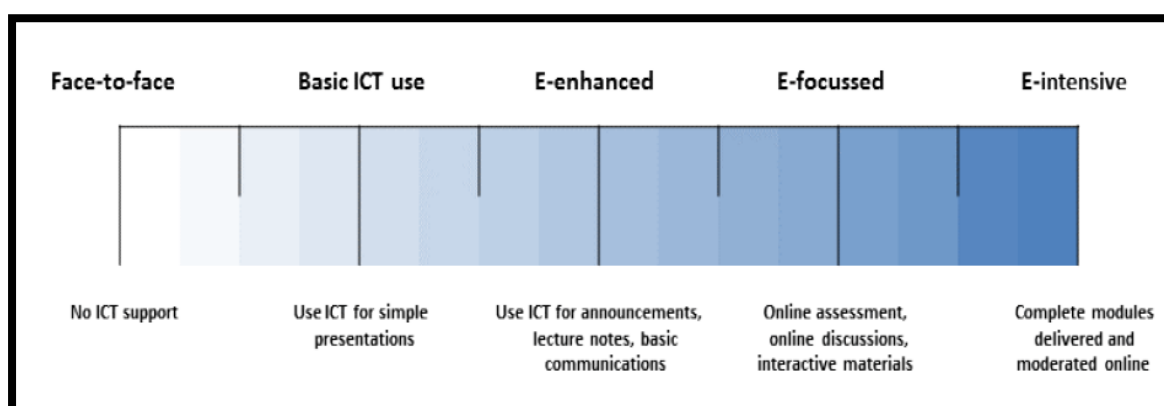 Face-to-face
Basic ICT use
E-enhanced
E-focussed
E-intensive
No ICT support
Use ICT for simple
presentations
Use ICT for announcements,
lecture notes, basic
communications
Online assessment,
online discussions,
interactive materials
Complete modules
delivered and
moderated online